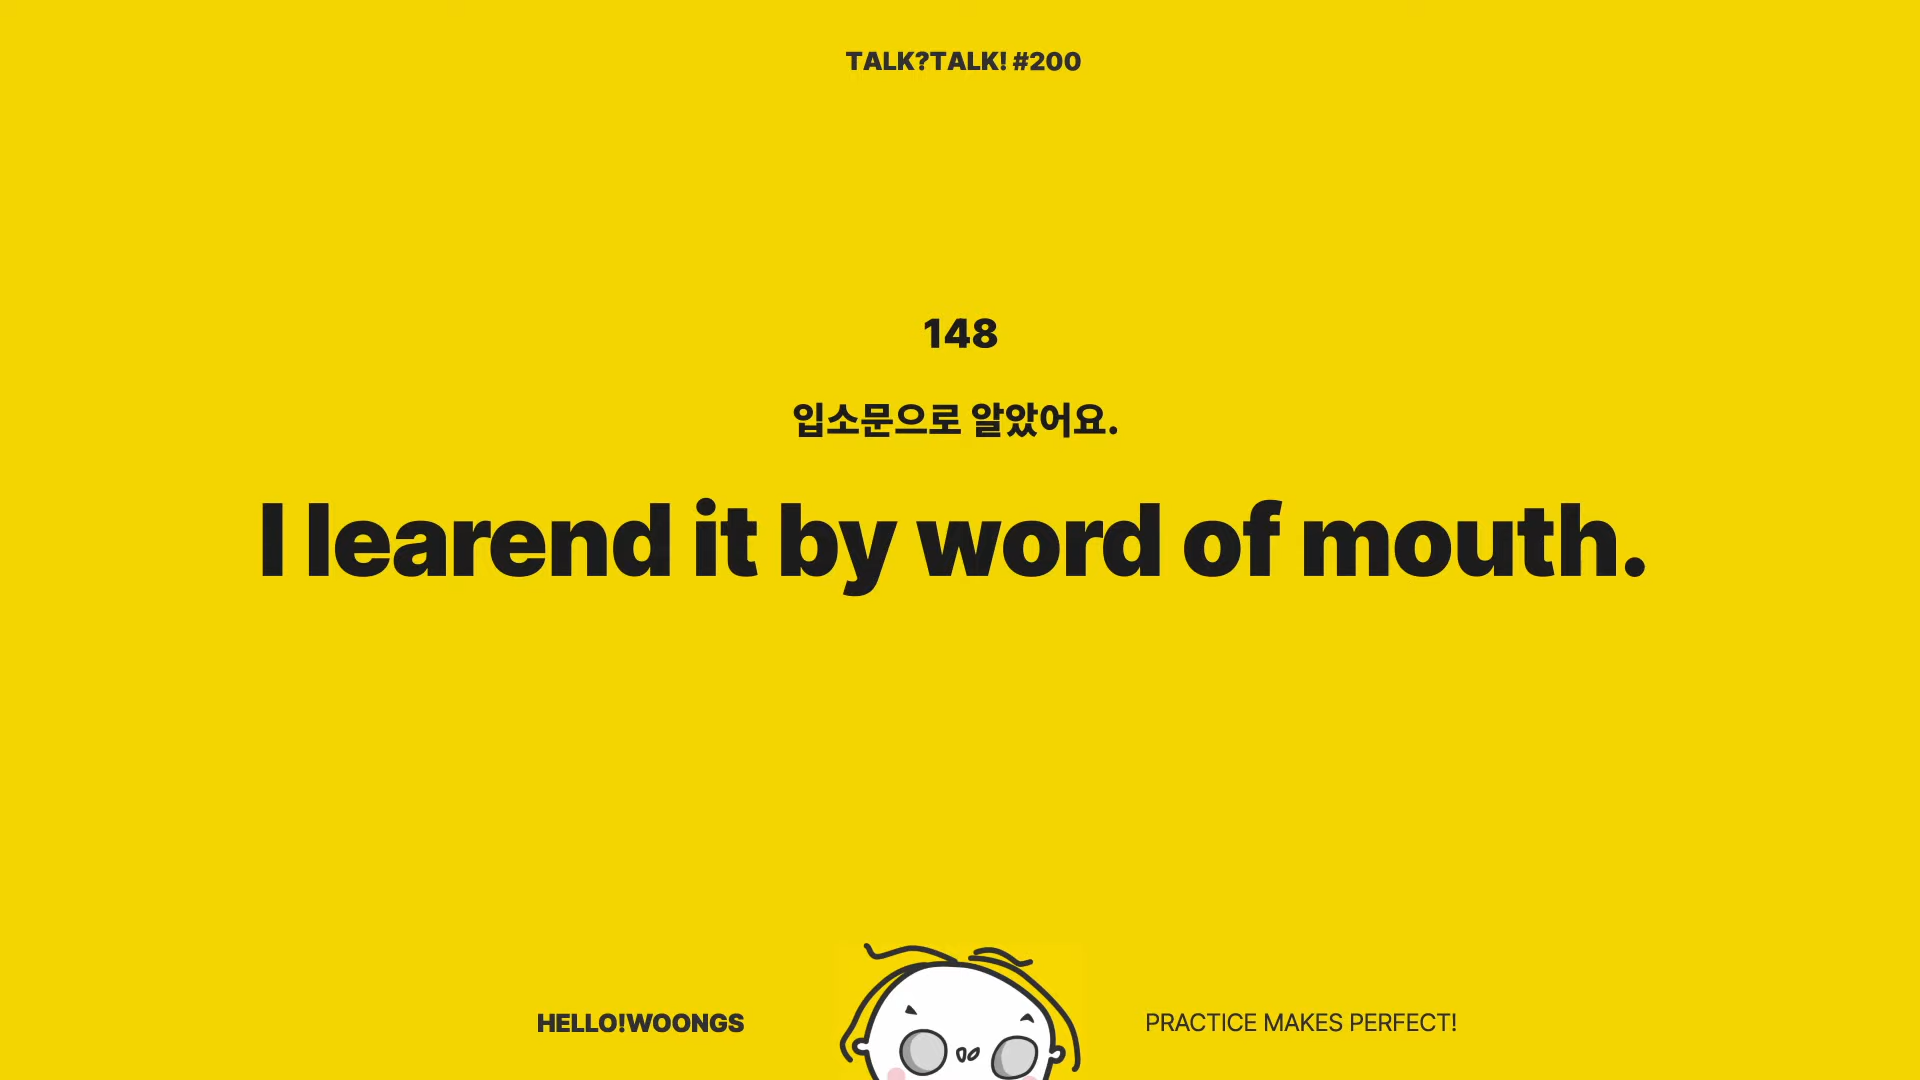 TALK?TALK! #200
148
입소문으로 알았어요.
I learend it by word of mouth.
HELLO!WOONGS
PRACTICE MAKES PERFECT!